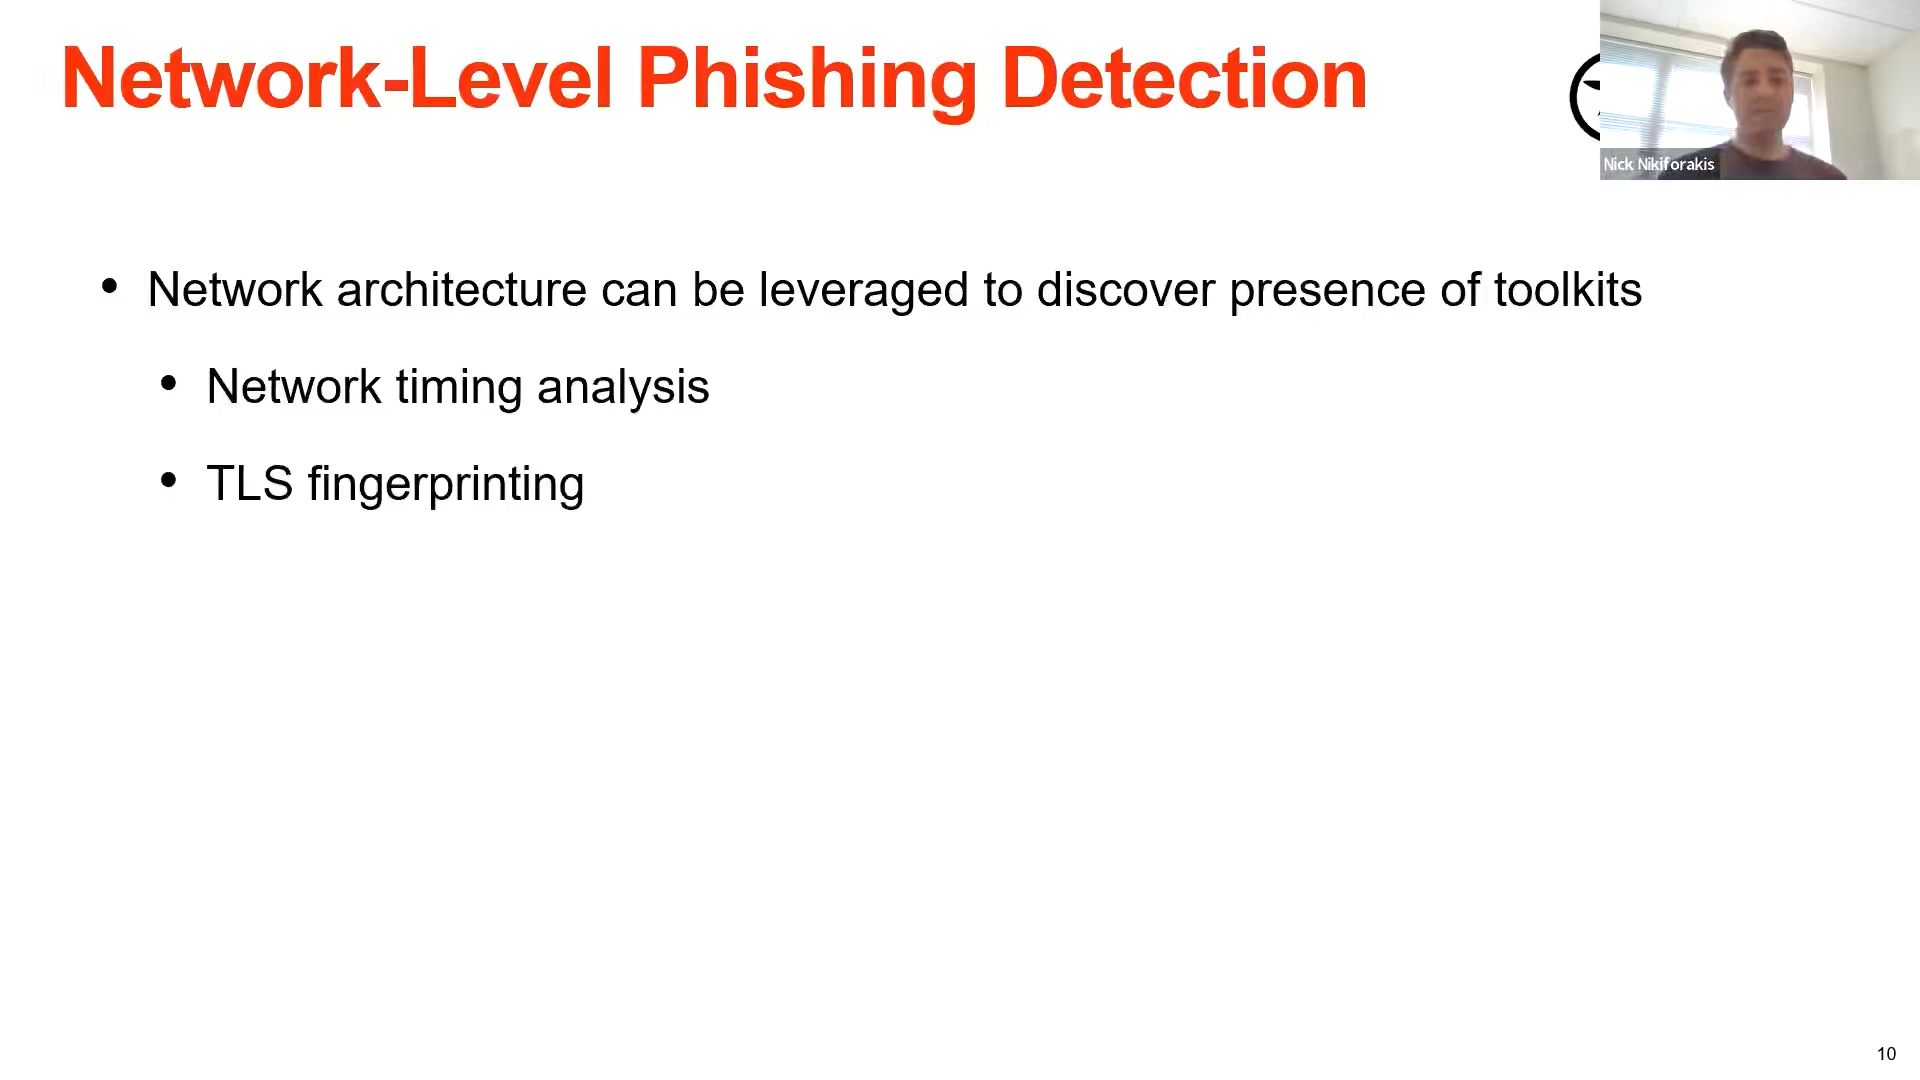 Network-Level Phishing Detection
Nick Nikiforakis
• Network architecture can be leveraged to discover presence of toolkits
• Network timing analysis
• TLS fingerprinting
10